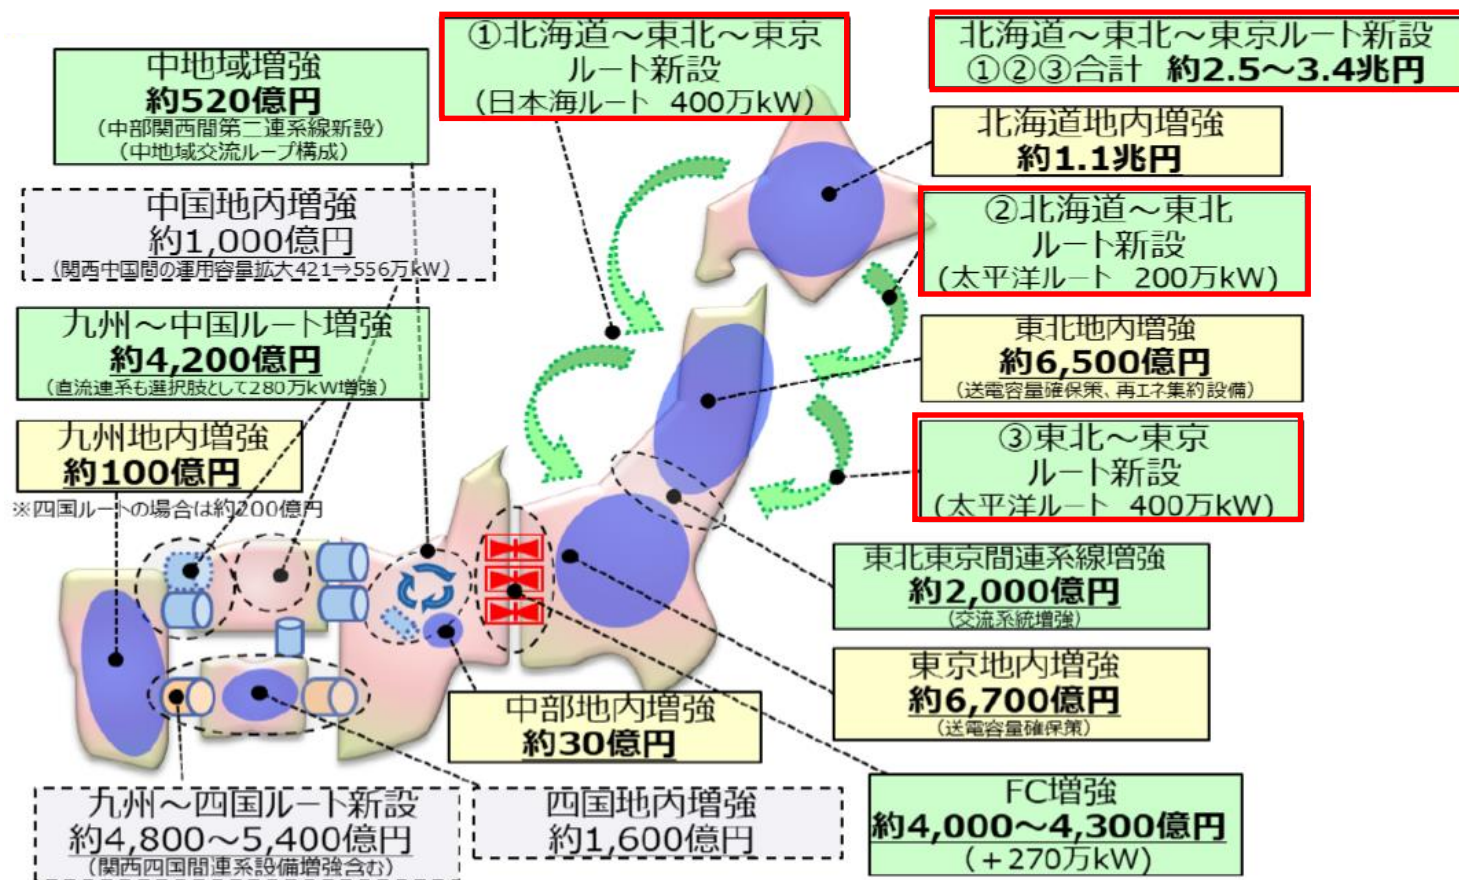 ①北海道～東北～東京
ルート新設
(日本海ルート 400万kW)
北海道～東北～東京ルート新設
①②③合計 約2.5～3.4兆円
中地域増強
約520億円
(中部関西間第二連系線新設)
(中地域交流ループ構成)
北海道地内増強
約1.1兆円
中国地内増強
約1,000億円
(関西中国間の運用容量拡大421⇒556万kW)
②北海道～東北
ルート新設
(太平洋ルート 200万kW)
九州～中国ルート増強
約4,200億円
(直流連系も選択肢として280万kW増強)
東北地内増強
約6,500億円
(送電容量確保策、再エネ集約設備)
九州地内増強
約100億円
※四国ルートの場合は約200億円
③東北～東京
ルート新設
(太平洋ルート 400万kW)
東北東京間連系線増強
約2,000億円
(交流系統増強)
東京地内増強
約6,700億円
(送電容量確保策)
中部地内増強
約30億円
九州～四国ルート新設
約4,800～5,400億円
(関西四国間連系設備増強含む)
四国地内増強
約1,600億円
FC増強
約4,000～4,300億円
(+270万kW)